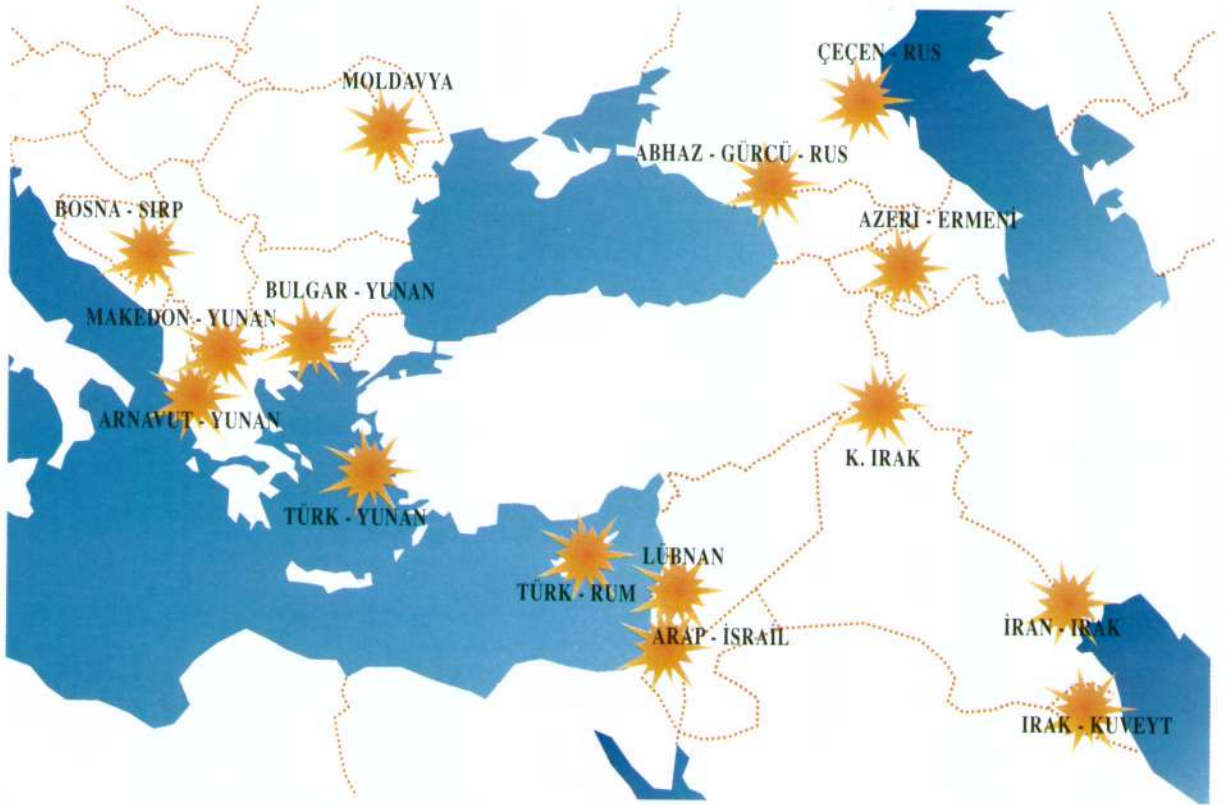 ÇEÇEN - RUS
MOLDAVYA
ABHAZ - GÜRCÜ - RUS
BOSNA - SIRP
AZERİ - ERMENİ
BULGAR - YUNAN
MAKEDON - YUNAN
ARNAVUT - YUNAN
K. IRAK
TÜRK - YUNAN
LÜBNAN
TÜRK - RUM
ARAP - İSRAİL
İRAN - IRAK
IRAK - KUVEYT